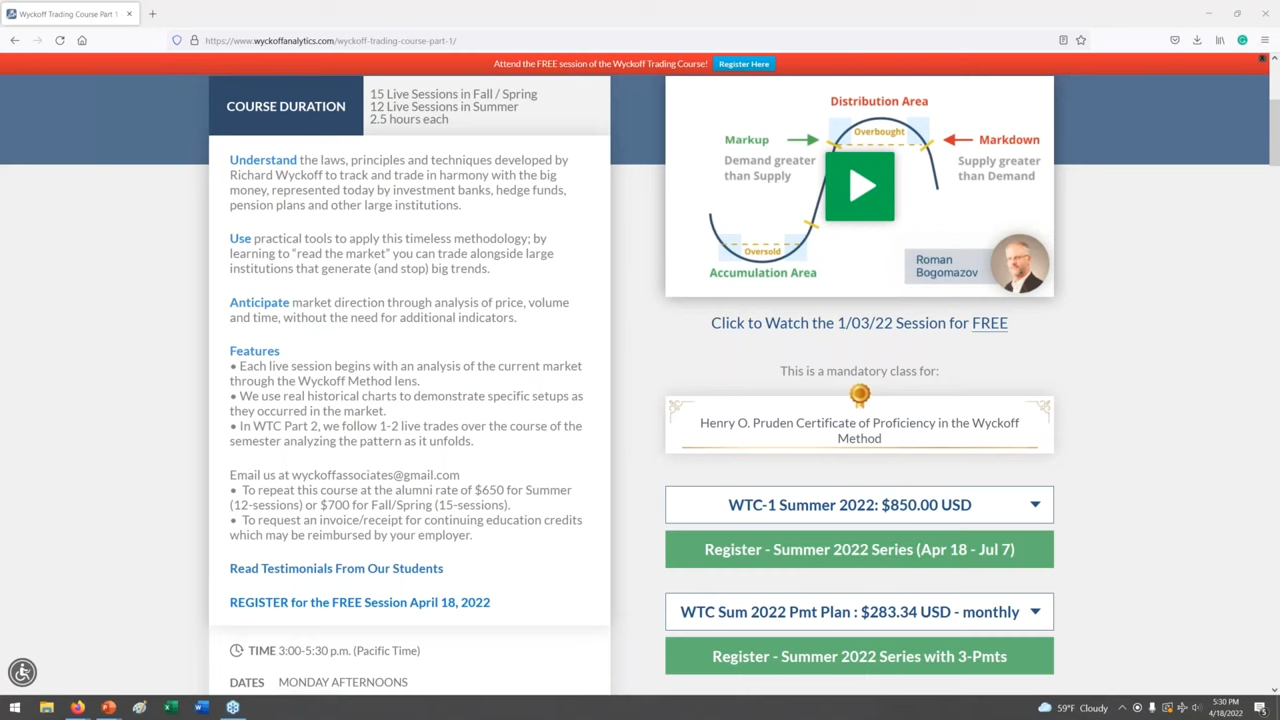 Wyckoff Trading Course Part 1
https://www.wyckoffanalytics.com/wyckoff-trading-course-part-1/
Attend the FREE session of the Wyckoff Trading Course! Register Here
COURSE DURATION
15 Live Sessions in Fall / Spring
12 Live Sessions in Summer
2.5 hours each
Understand the laws, principles and techniques developed by
Richard Wyckoff to track and trade in harmony with the big
money, represented today by investment banks, hedge funds,
pension plans and other large institutions.
Use practical tools to apply this timeless methodology; by
learning to “read the market” you can trade alongside large
institutions that generate (and stop) big trends.
Anticipate market direction through analysis of price, volume
and time, without the need for additional indicators.
Features
• Each live session begins with an analysis of the current market
through the Wyckoff Method lens.
• We use real historical charts to demonstrate specific setups as
they occurred in the market.
• In WTC Part 2, we follow 1-2 live trades over the course of the
semester analyzing the pattern as it unfolds.
Email us at wyckoffassociates@gmail.com
• To repeat this course at the alumni rate of $650 for Summer
(12-sessions) or $700 for Fall/Spring (15-sessions).
• To request an invoice/receipt for continuing education credits
which may be reimbursed by your employer.
Read Testimonials From Our Students
REGISTER for the FREE Session April 18, 2022
TIME 3:00-5:30 p.m. (Pacific Time)
DATES MONDAY AFTERNOONS
Distribution Area
Overbought
Markup
Markdown
Demand greater
than Supply
Supply greater
than Demand
Oversold
Accumulation Area
Roman
Bogomazov
Click to Watch the 1/03/22 Session for FREE
This is a mandatory class for:
Henry O. Pruden Certificate of Proficiency in the Wyckoff
Method
WTC-1 Summer 2022: $850.00 USD
Register - Summer 2022 Series (Apr 18 - Jul 7)
WTC Sum 2022 Pmt Plan : $283.34 USD - monthly
Register - Summer 2022 Series with 3-Pmts
59°F Cloudy
5:30 PM
4/18/2022
5